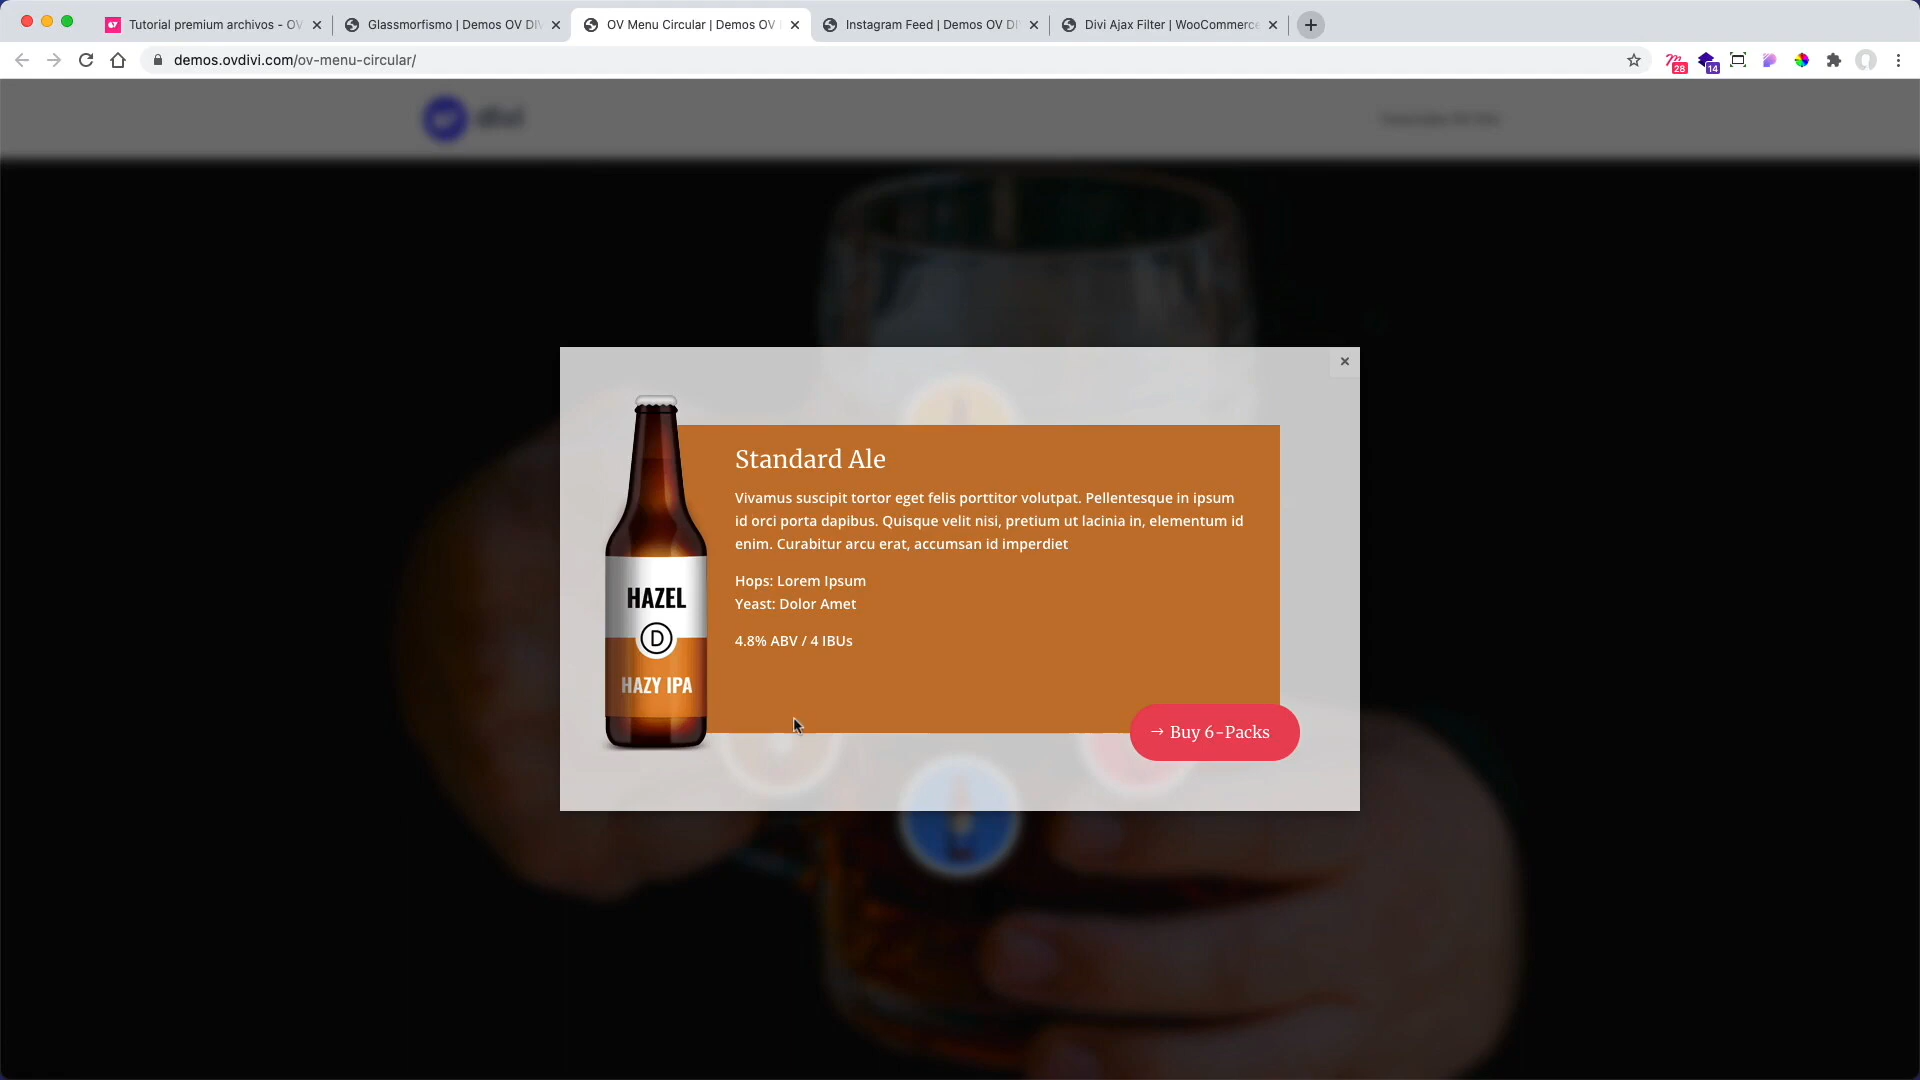 Tutorial premium archivos - OV
Glassmorfismo | Demos OV DIV
OV Menu Circular | Demos OV
Instagram Feed | Demos OV DI
Divi Ajax Filter | WooCommerce
demos.ovdivi.com/ov-menu-circular/
28
14
divi
×
Standard Ale
Vivamus suscipit tortor eget felis porttitor volutpat. Pellentesque in ipsum
id orci porta dapibus. Quisque velit nisi, pretium ut lacinia in, elementum id
enim. Curabitur arcu erat, accumsan id imperdiet
Hops: Lorem Ipsum
Yeast: Dolor Amet
4.8% ABV / 4 IBUs
HAZEL
D
HAZY IPA
→ Buy 6-Packs